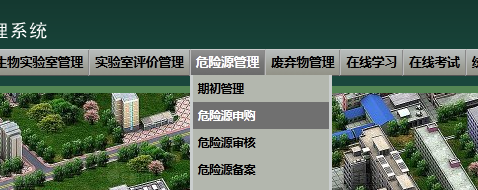 理系统
生物实验室管理 实验室评价管理 危险源管理 废弃物管理 在线学习 在线考试
期初管理
危险源申购
危险源审核
危险源备案